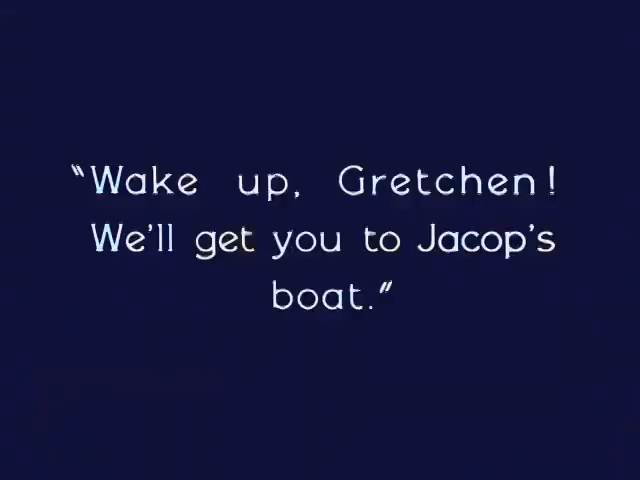 “Wake up, Gretchen!
We'll get you to Jacop's
boat.”